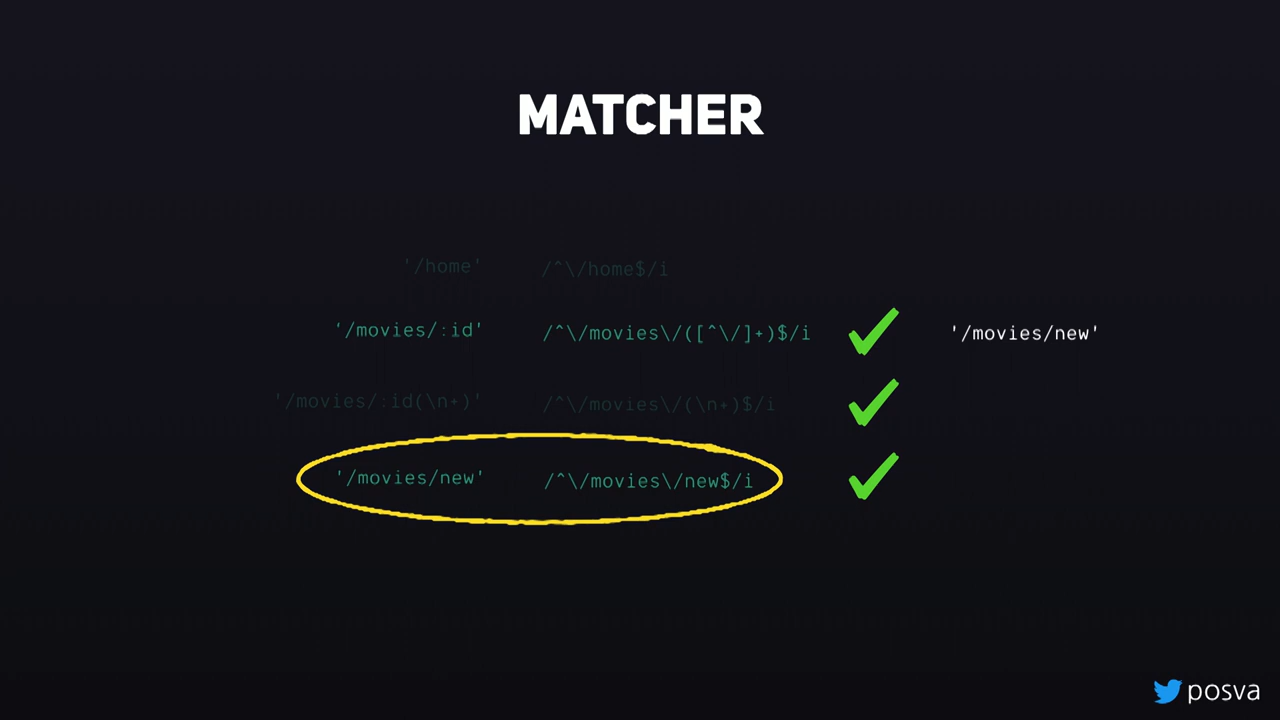 MATCHER
'/home' /^\/home$/i
'/movies/:id' /^\/movies\/([^\/]+)$/i '/movies/new'
'/movies/:id(\n+)' /^\/movies\/(\n+)$/i
'/movies/new' /^\/movies\/new$/i
posva